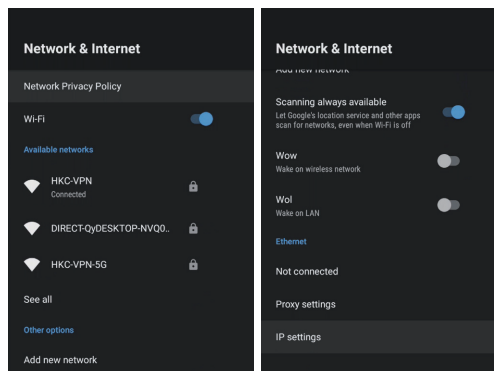 Network & Internet
Network Privacy Policy
Wi-Fi
Available networks
HKC-VPN
Connected
DIRECT-QyDESKTOP-NVQ0..
HKC-VPN-5G
See all
Other options
Add new network
Network & Internet
Add new network
Scanning always available
Let Google's location service and other apps
scan for networks, even when Wi-Fi is off
Wow
Wake on wireless network
Wol
Wake on LAN
Ethernet
Not connected
Proxy settings
IP settings